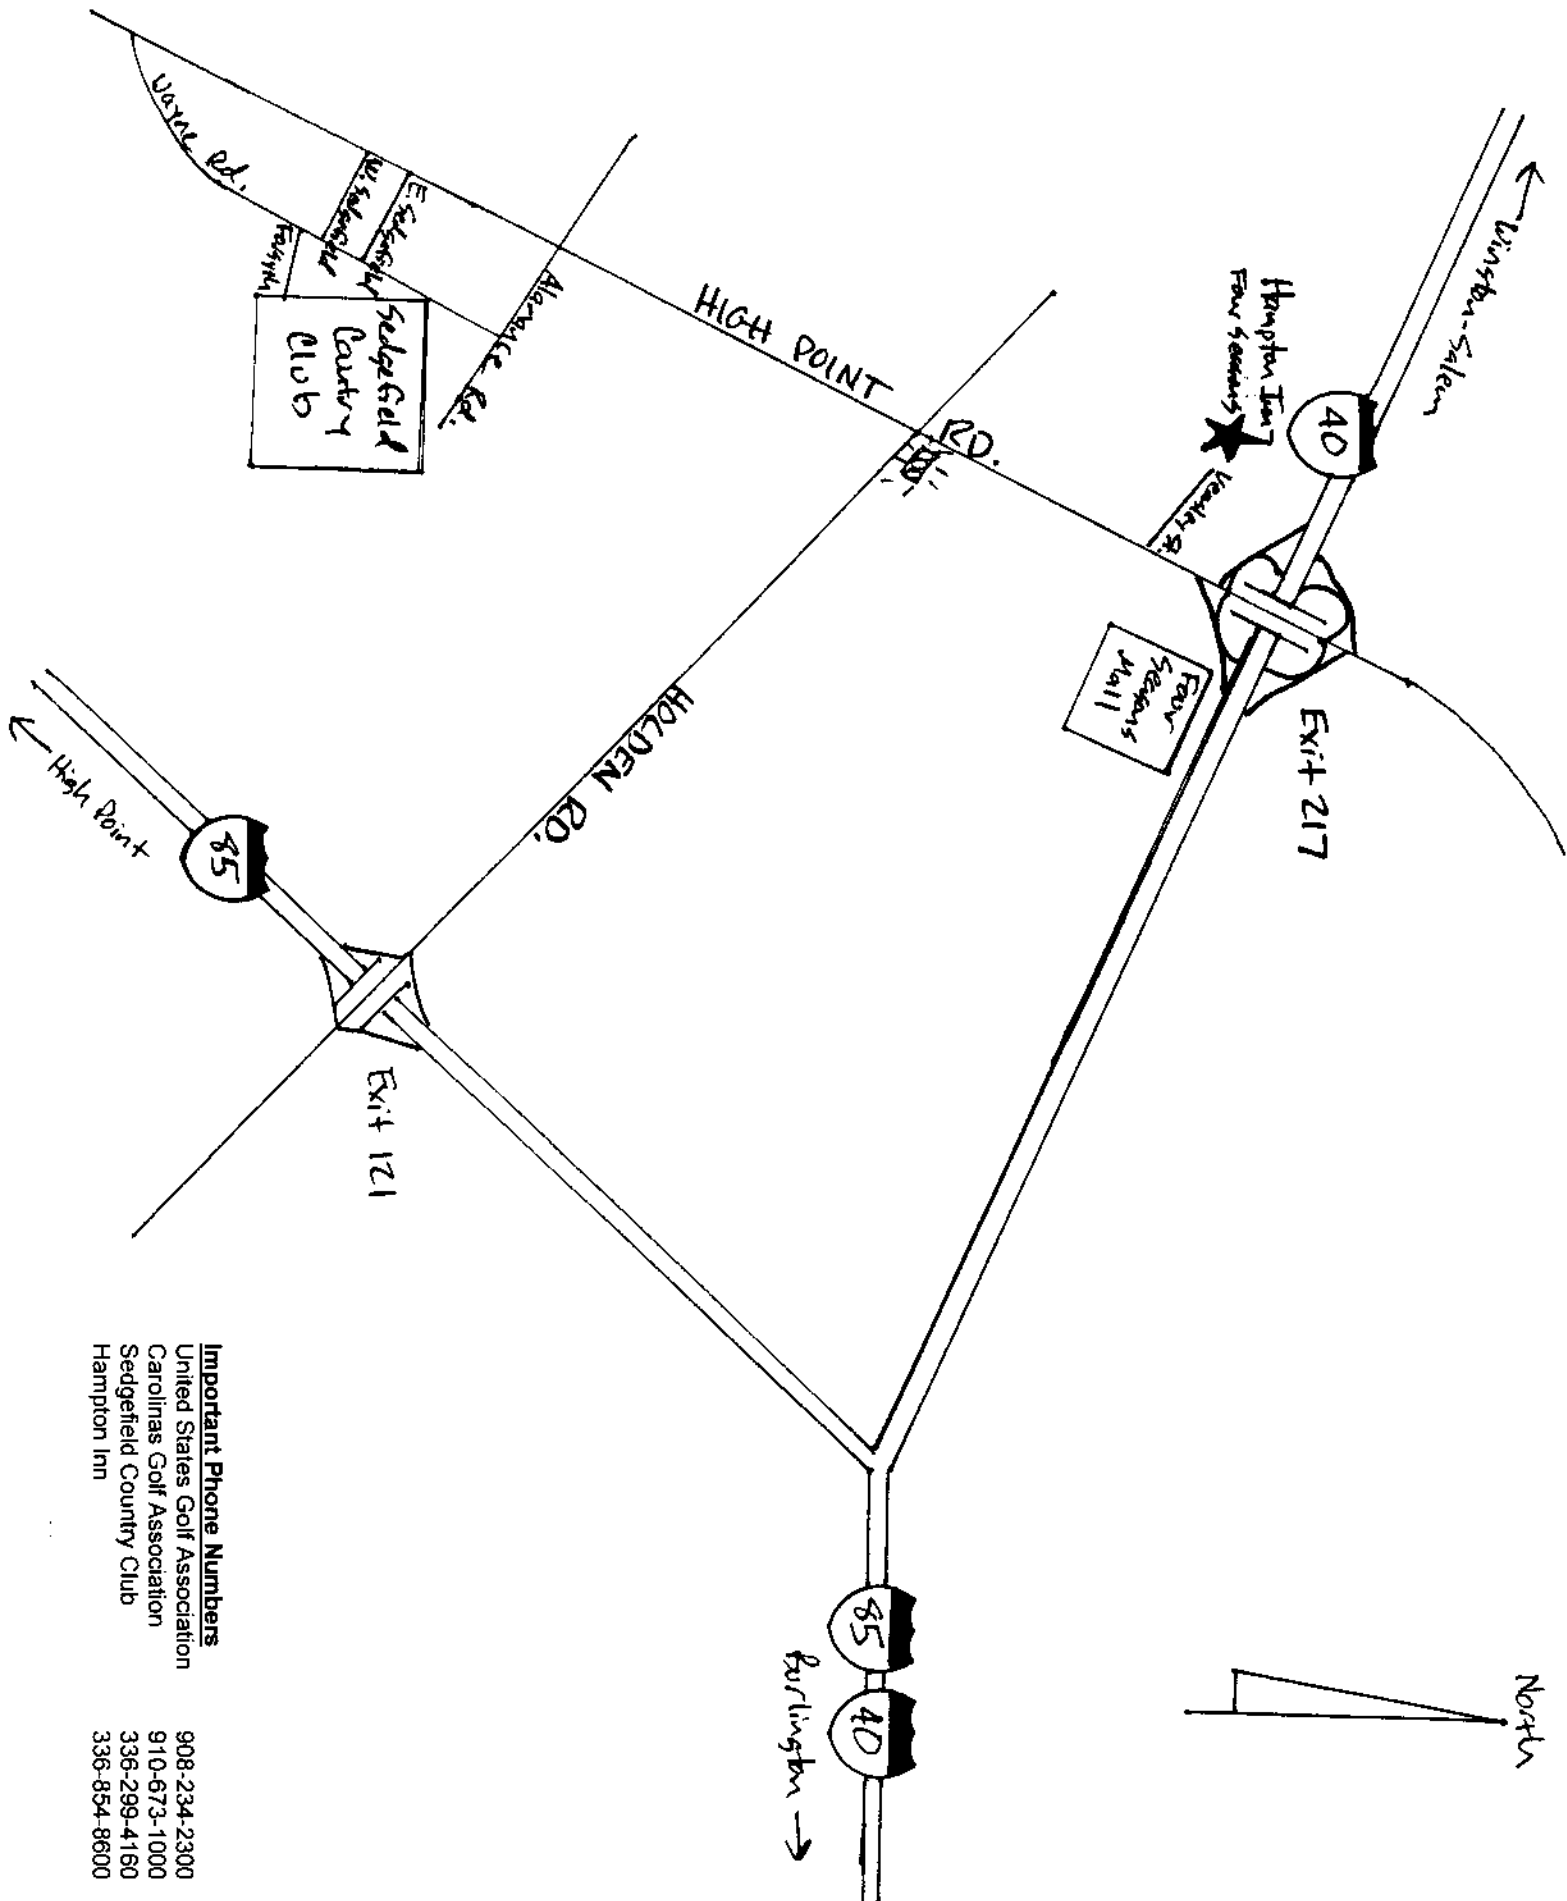 North
← Winston-Salem
40
Exit 217
Hampton Inn
Four Seasons
Veasley St.
Four
Seasons
Mall
HIGH POINT RD.
HOLDEN RD.
Alamance Rd.
E. Sedgefield
W. Sedgefield
Wayne Rd.
Forsyth
Sedgefield
Country
Club
85
40
Burlington →
85
← High Point
Exit 121
Important Phone Numbers
United States Golf Association 908-234-2300
Carolinas Golf Association 910-673-1000
Sedgefield Country Club 336-299-4160
Hampton Inn 336-854-8600